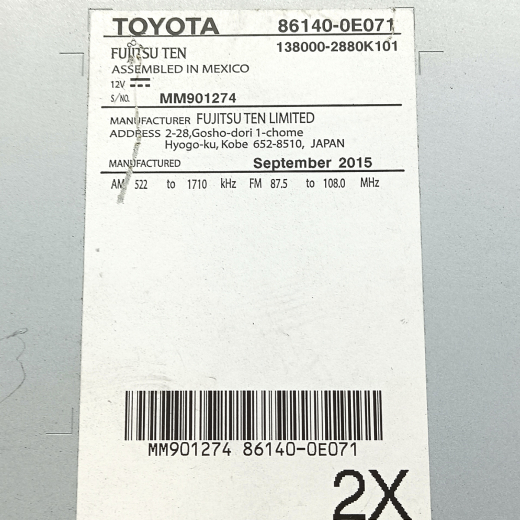 TOYOTA 86140-0E071
FUJITSU TEN 138000-2880K101
ASSEMBLED IN MEXICO
12V
S/NO. MM901274
MANUFACTURER FUJITSU TEN LIMITED
ADDRESS 2-28,Gosho-dori 1-chome
Hyogo-ku, Kobe 652-8510, JAPAN
MANUFACTURED September 2015
AM 522 to 1710 kHz FM 87.5 to 108.0 MHz
MM901274 86140-0E071
2X